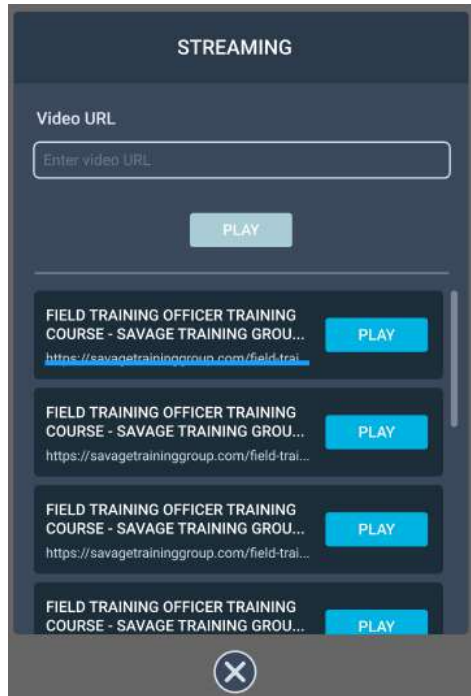 STREAMING
Video URL
Enter video URL
PLAY
FIELD TRAINING OFFICER TRAINING
COURSE - SAVAGE TRAINING GROU...
PLAY
https://savagetraininggroup.com/field-trai...
FIELD TRAINING OFFICER TRAINING
COURSE - SAVAGE TRAINING GROU...
PLAY
https://savagetraininggroup.com/field-trai...
FIELD TRAINING OFFICER TRAINING
COURSE - SAVAGE TRAINING GROU...
PLAY
https://savagetraininggroup.com/field-trai...
FIELD TRAINING OFFICER TRAINING
COURSE - SAVAGE TRAINING GROU...
PLAY